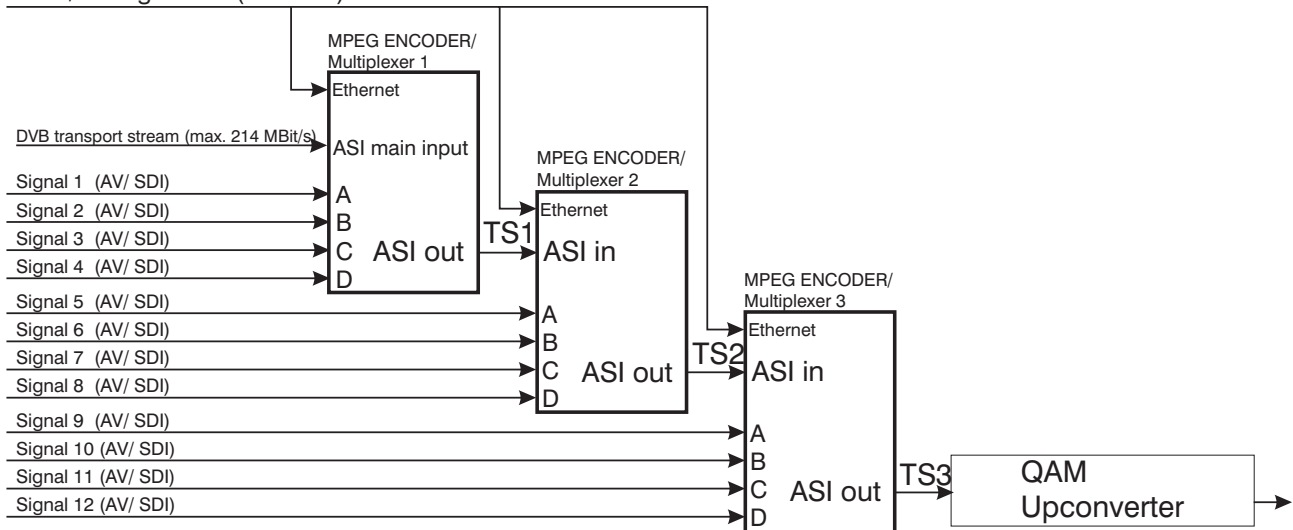 MPEG ENCODER/
Multiplexer 1
Ethernet
DVB transport stream (max. 214 MBit/s)
ASI main input
MPEG ENCODER/
Multiplexer 2
Signal 1 (AV/ SDI)
A
Signal 2 (AV/ SDI)
B
Ethernet
Signal 3 (AV/ SDI)
C
ASI out
TS1
ASI in
Signal 4 (AV/ SDI)
D
MPEG ENCODER/
Multiplexer 3
Signal 5 (AV/ SDI)
A
Signal 6 (AV/ SDI)
B
Ethernet
Signal 7 (AV/ SDI)
C
ASI out
TS2
ASI in
Signal 8 (AV/ SDI)
D
Signal 9 (AV/ SDI)
A
Signal 10 (AV/ SDI)
B
Signal 11 (AV/ SDI)
C
ASI out
TS3
QAM
Upconverter
Signal 12 (AV/ SDI)
D